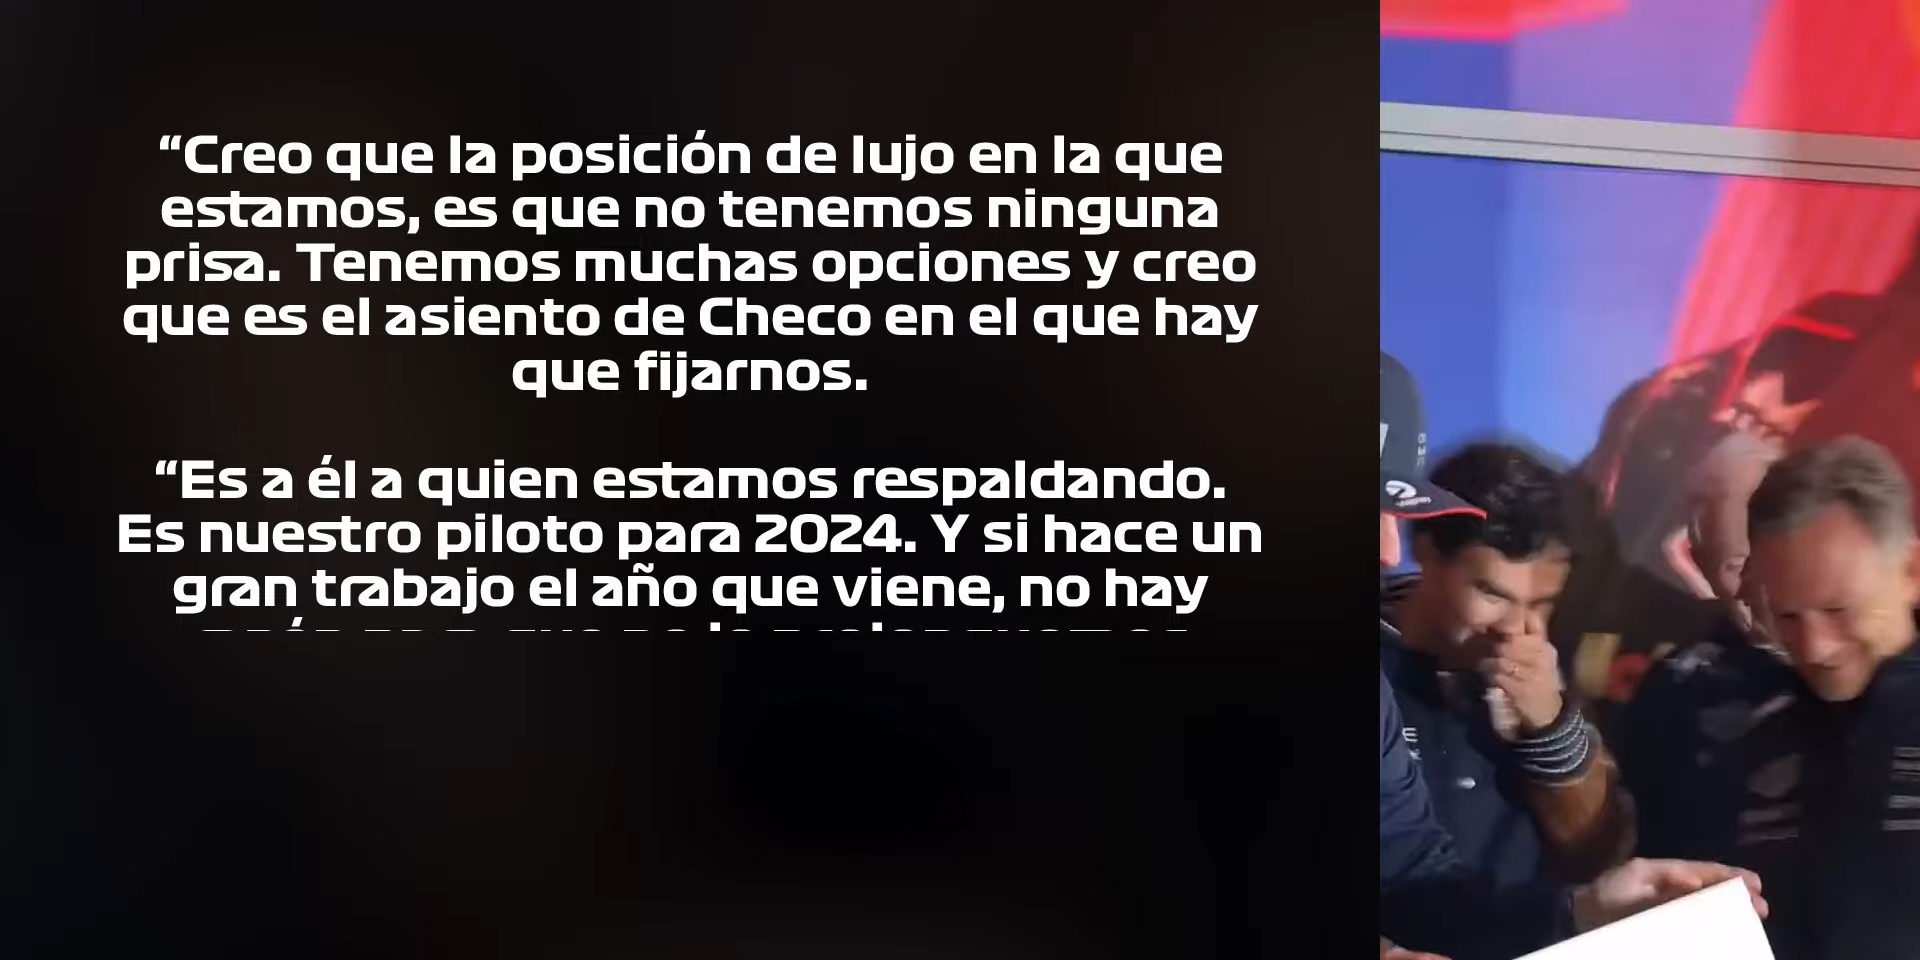 “Creo que la posición de lujo en la que
estamos, es que no tenemos ninguna
prisa. Tenemos muchas opciones y creo
que es el asiento de Checo en el que hay
que fijarnos.
“Es a él a quien estamos respaldando.
Es nuestro piloto para 2024. Y si hace un
gran trabajo el año que viene, no hay